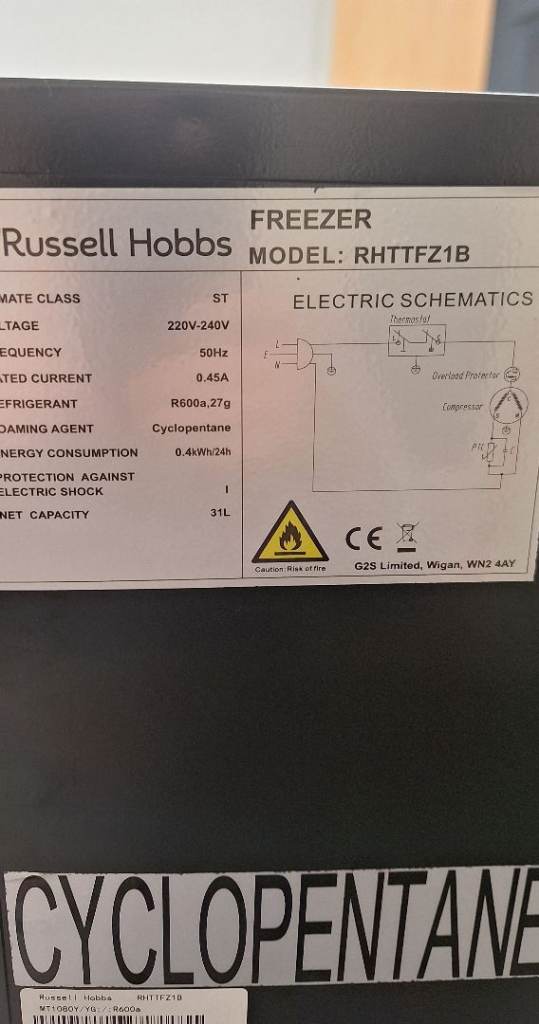 Russell Hobbs
FREEZER
MODEL: RHTTFZ1B
MATE CLASS ST
LTAGE 220V-240V
EQUENCY 50Hz
ATED CURRENT 0.45A
EFRIGERANT R600a,27g
OAMING AGENT Cyclopentane
NERGY CONSUMPTION 0.4kWh/24h
PROTECTION AGAINST
ELECTRIC SHOCK I
NET CAPACITY 31L
ELECTRIC SCHEMATICS
Thermostat
L
E
N
Overload Protector
Compressor
PTC
C
Caution: Risk of fire
CE
G2S Limited, Wigan, WN2 4AY
CYCLOPENTANE
Russell Hobbs RHTTFZ1B
MT1080Y/YG:/:R600a